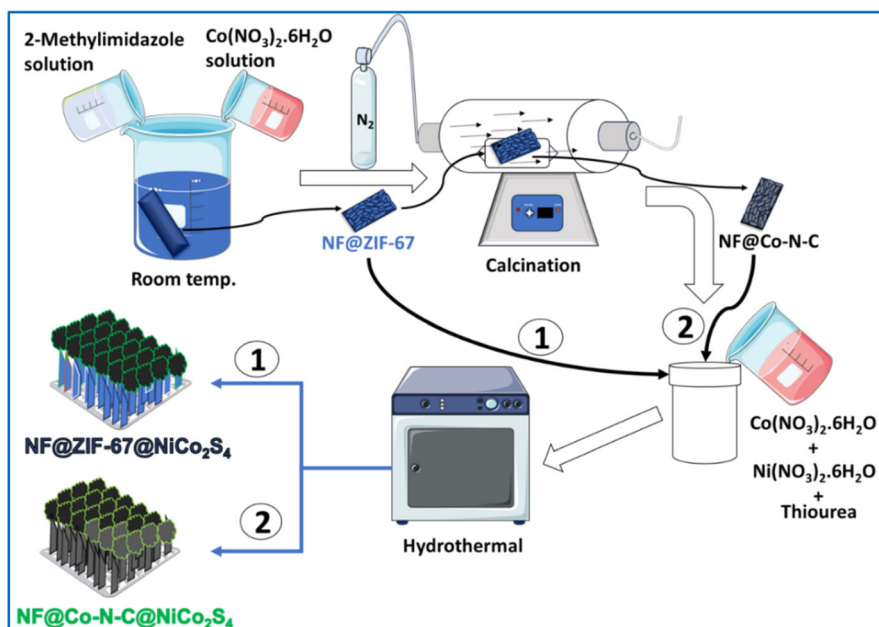 2-Methylimidazole
solution
Co(NO₃)₂.6H₂O
solution
N₂
NF@ZIF-67
Room temp.
Calcination
NF@Co-N-C
1
2
Co(NO₃)₂.6H₂O
+
Ni(NO₃)₂.6H₂O
+
Thiourea
Hydrothermal
1
NF@ZIF-67@NiCo₂S₄
2
NF@Co-N-C@NiCo₂S₄